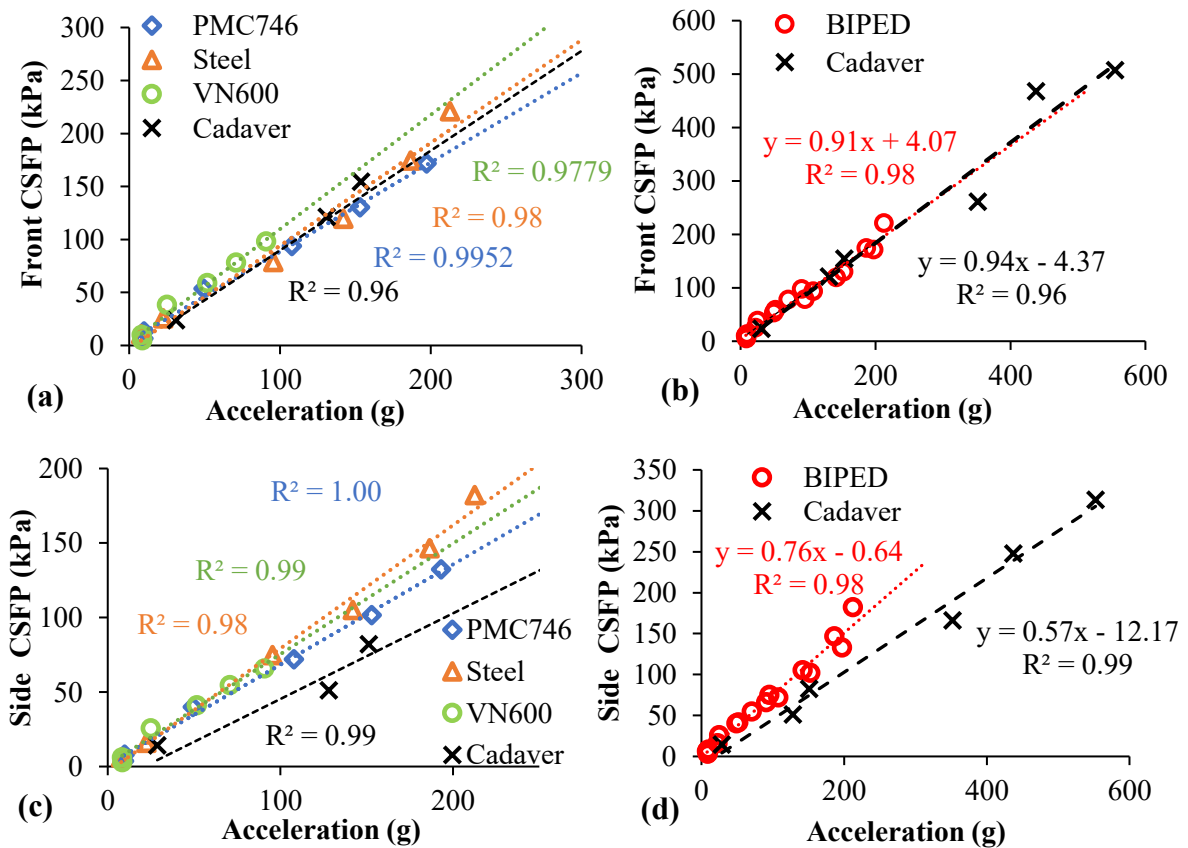 PMC746
Steel
VN600
Cadaver
300
250
200
150
100
50
0
Front CSFP (kPa)
R² = 0.9779
R² = 0.98
R² = 0.9952
R² = 0.96
0 100 200 300
Acceleration (g)
(a)
BIPED
Cadaver
600
500
400
300
200
100
0
Front CSFP (kPa)
y = 0.91x + 4.07
R² = 0.98
y = 0.94x - 4.37
R² = 0.96
0 200 400 600
Acceleration (g)
(b)
200
150
100
50
0
Side CSFP (kPa)
R² = 1.00
R² = 0.99
R² = 0.98
R² = 0.99
PMC746
Steel
VN600
Cadaver
0 100 200
Acceleration (g)
(c)
BIPED
Cadaver
350
300
250
200
150
100
50
0
Side CSFP (kPa)
y = 0.76x - 0.64
R² = 0.98
y = 0.57x - 12.17
R² = 0.99
0 200 400 600
Acceleration (g)
(d)